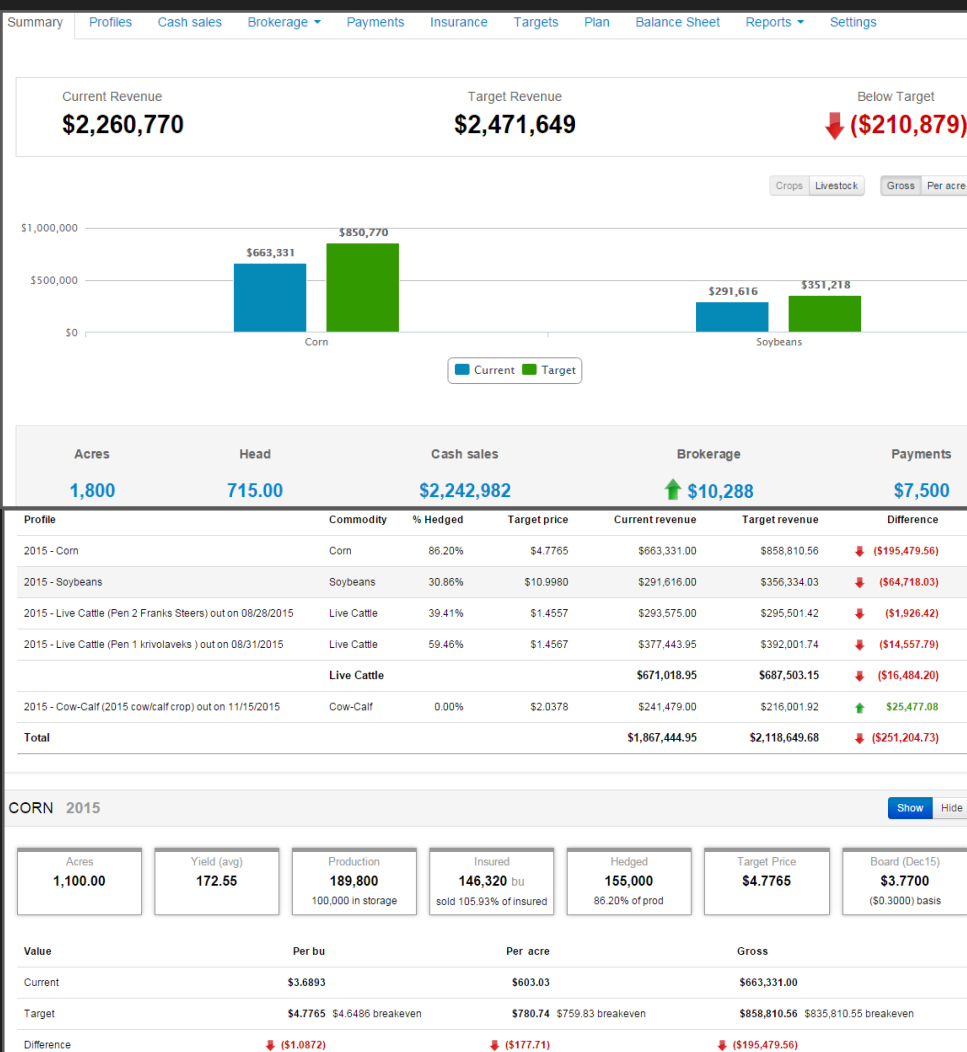 Summary Profiles Cash sales Brokerage Payments Insurance Targets Plan Balance Sheet Reports Settings
Current Revenue Target Revenue Below Target
$2,260,770 $2,471,649 ($210,879)
Crops Livestock Gross Per acre
$1,000,000
$850,770
$663,331
$500,000
$351,218
$291,616
$0
Corn Soybeans
Current Target
Acres Head Cash sales Brokerage Payments
1,800 715.00 $2,242,982 $10,288 $7,500
Profile Commodity % Hedged Target price Current revenue Target revenue Difference
2015 - Corn Corn 86.20% $4.7765 $663,331.00 $858,810.56 ($195,479.56)
2015 - Soybeans Soybeans 30.86% $10.9980 $291,616.00 $356,334.03 ($64,718.03)
2015 - Live Cattle (Pen 2 Franks Steers) out on 08/28/2015 Live Cattle 39.41% $1.4557 $293,575.00 $295,501.42 ($1,926.42)
2015 - Live Cattle (Pen 1 krivolaveks ) out on 08/31/2015 Live Cattle 59.46% $1.4567 $377,443.95 $392,001.74 ($14,557.79)
Live Cattle $671,018.95 $687,503.15 ($16,484.20)
2015 - Cow-Calf (2015 cow/calf crop) out on 11/15/2015 Cow-Calf 0.00% $2.0378 $241,479.00 $216,001.92 $25,477.08
Total $1,867,444.95 $2,118,649.68 ($251,204.73)
CORN 2015 Show Hide
Acres Yield (avg) Production Insured Hedged Target Price Board (Dec15)
1,100.00 172.55 189,800 146,320 bu 155,000 $4.7765 $3.7700
100,000 in storage sold 105.93% of insured 86.20% of prod ($0.3000) basis
Value Per bu Per acre Gross
Current $3.6893 $603.03 $663,331.00
Target $4.7765 $4.6486 breakeven $780.74 $759.83 breakeven $858,810.56 $835,810.55 breakeven
Difference ($1.0872) ($177.71) ($195,479.56)